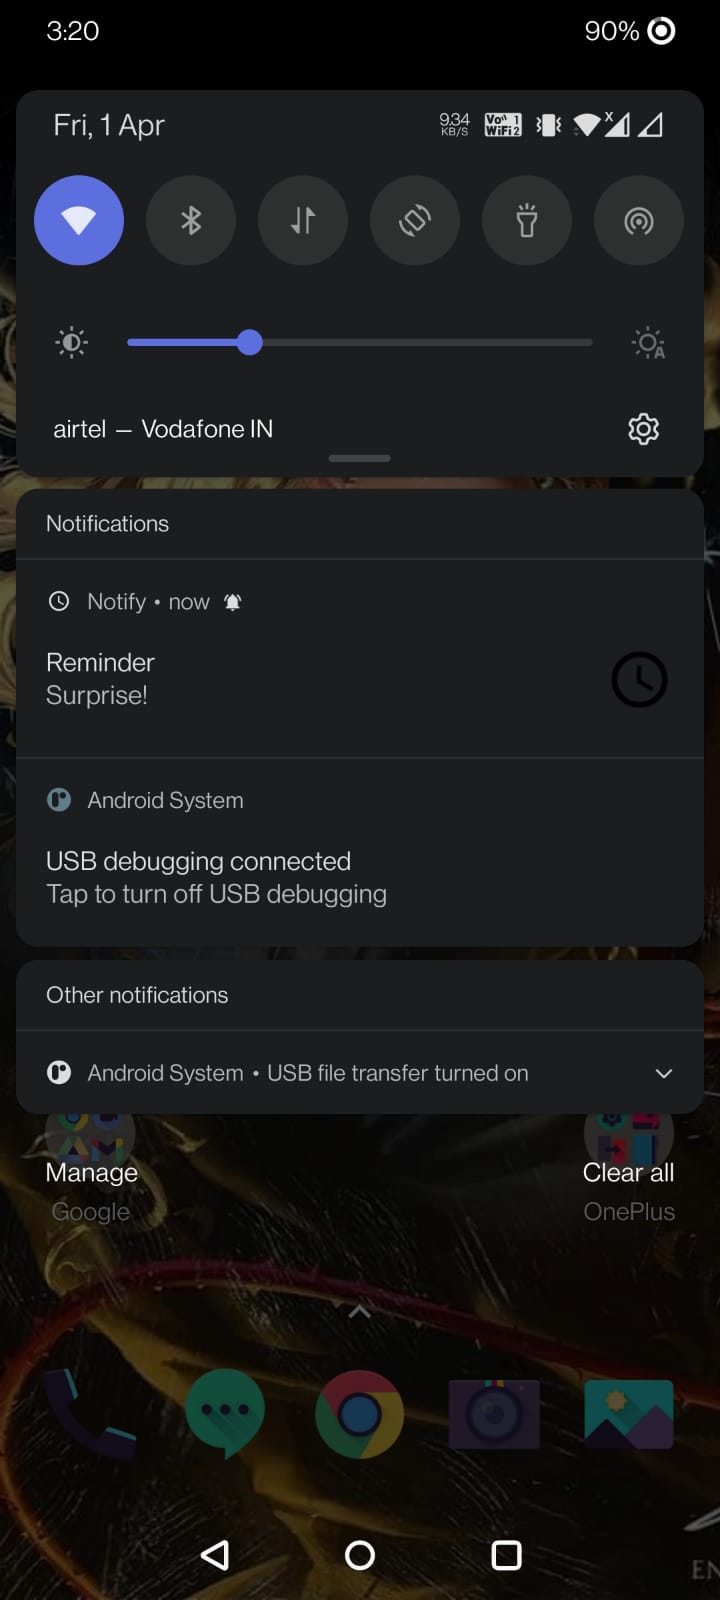 3:20
90%
Fri, 1 Apr
9.34
KB/S
Vo 1
WiFi 2
X
airtel — Vodafone IN
A
Notifications
Notify • now
Reminder
Surprise!
Android System
USB debugging connected
Tap to turn off USB debugging
Other notifications
Android System • USB file transfer turned on
Manage
Clear all
Google
OnePlus
EN